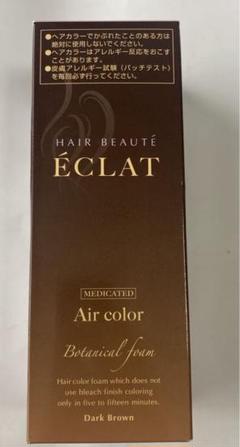 ●ヘアカラーでかぶれたことのある方は
絶対に使用しないでください。
●ヘアカラーはアレルギー反応をおこす
ことがあります。
●皮膚アレルギー試験（パッチテスト）
を毎回必ず行ってください。
HAIR BEAUTÉ
ÉCLAT
MEDICATED
Air color
Botanical foam
Hair color foam which does not
use bleach finish coloring
only in five to fifteen minutes.
Dark Brown